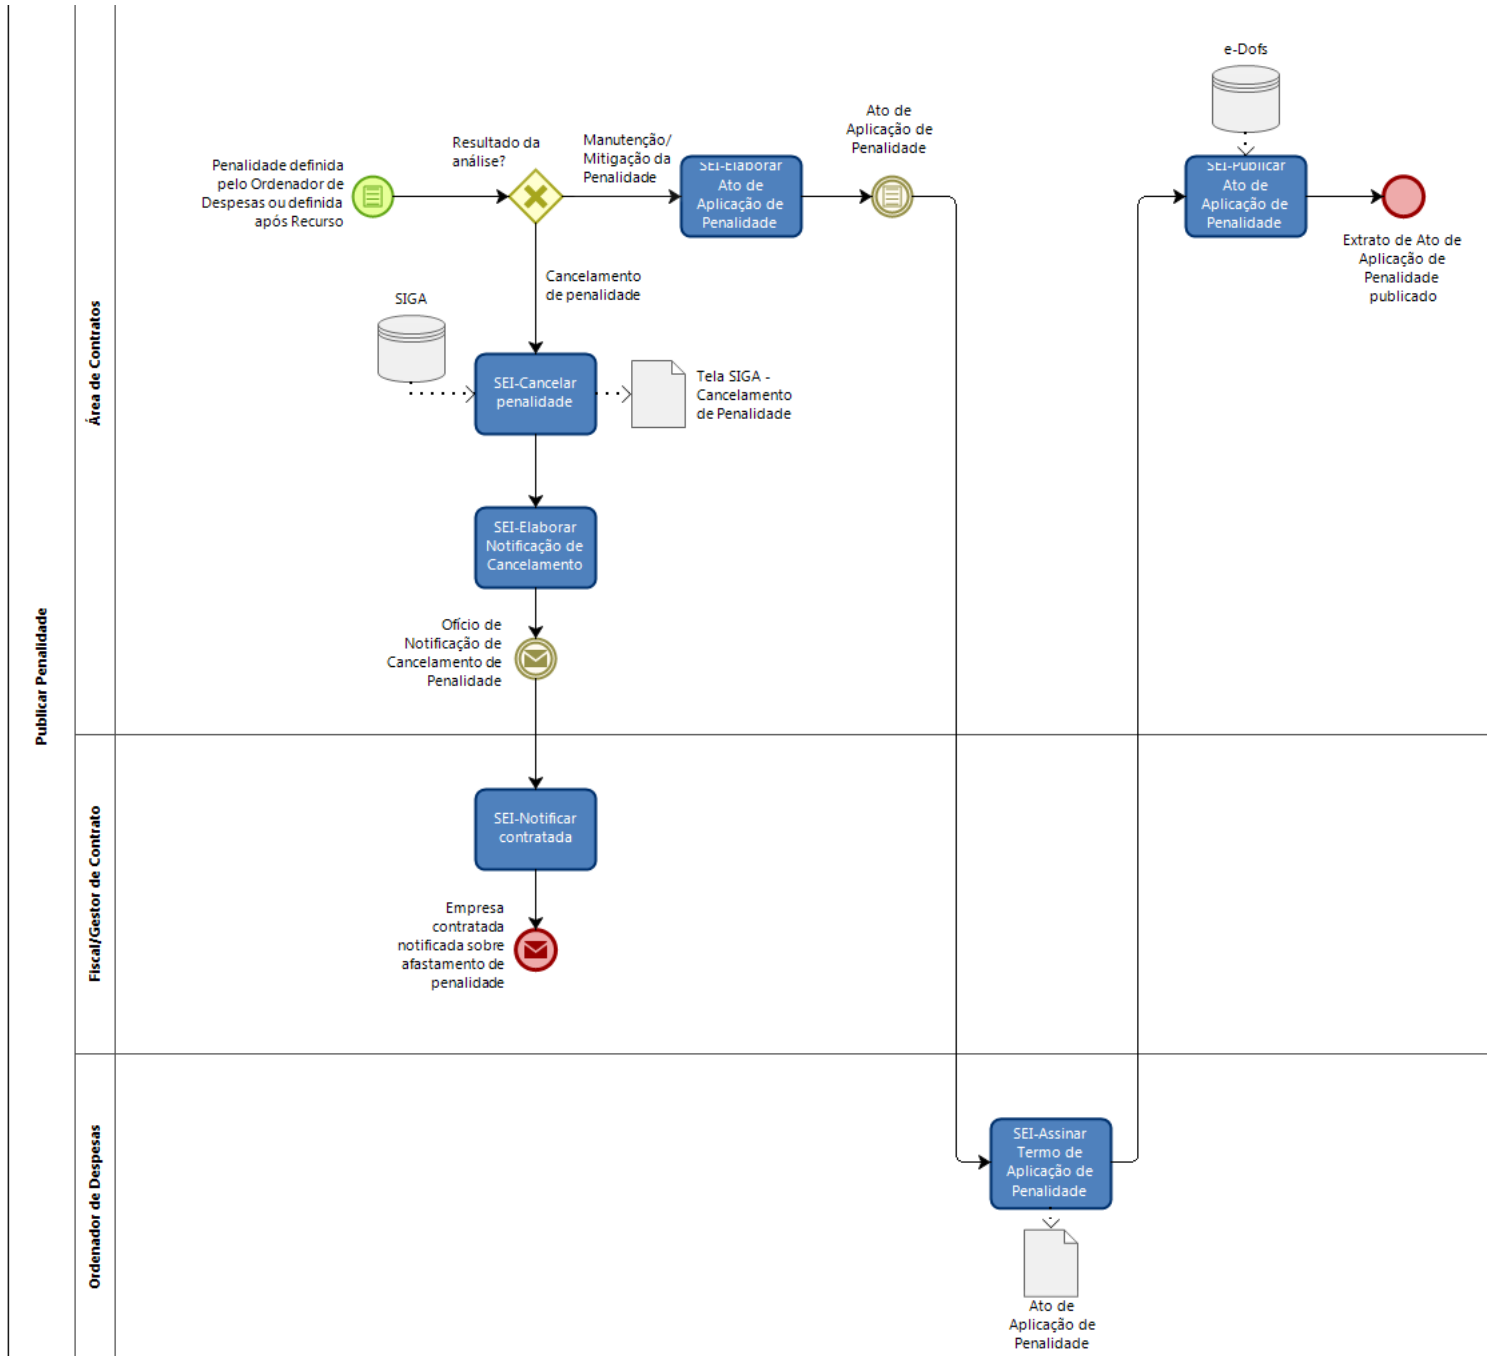 Publicar Penalidade
Área de Contratos
Penalidade definida
pelo Ordenador de
Despesas ou definida
após Recurso
Resultado da
análise?
Manutenção/
Mitigação da
Penalidade
SEI-Elaborar
Ato de
Aplicação de
Penalidade
Ato de
Aplicação de
Penalidade
e-Dofs
SEI-Publicar
Ato de
Aplicação de
Penalidade
Extrato de Ato de
Aplicação de
Penalidade
publicado
Cancelamento
de penalidade
SIGA
SEI-Cancelar
penalidade
Tela SIGA -
Cancelamento
de Penalidade
SEI-Elaborar
Notificação de
Cancelamento
Ofício de
Notificação de
Cancelamento de
Penalidade
Fiscal/Gestor de Contrato
SEI-Notificar
contratada
Empresa
contratada
notificada sobre
afastamento de
penalidade
Ordenador de Despesas
SEI-Assinar
Termo de
Aplicação de
Penalidade
Ato de
Aplicação de
Penalidade